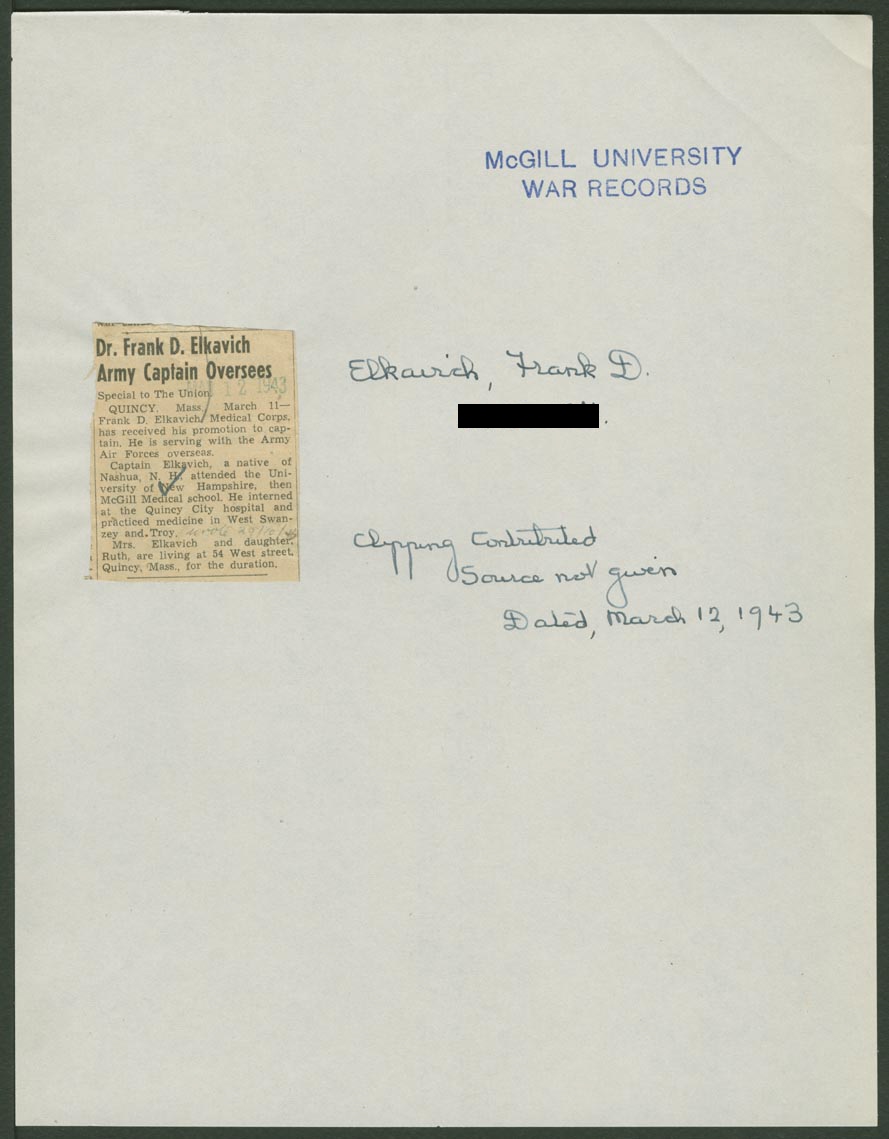 McGILL UNIVERSITY
WAR RECORDS
Dr. Frank D. Elkavich
Army Captain Oversees
12 1943
Special to The Union
QUINCY, Mass., March 11—
Frank D. Elkavich, Medical Corps,
has received his promotion to cap-
tain. He is serving with the Army
Air Forces overseas.
Captain Elkavich, a native of
Nashua, N. H., attended the Uni-
versity of New Hampshire, then
McGill Medical school. He interned
at the Quincy City hospital and
practiced medicine in West Swan-
zey and Troy.
Mrs. Elkavich and daughter,
Ruth, are living at 54 West street,
Quincy, Mass., for the duration.
Elkavich, Frank D.
Clipping Contributed
Source not given
Dated, March 12, 1943